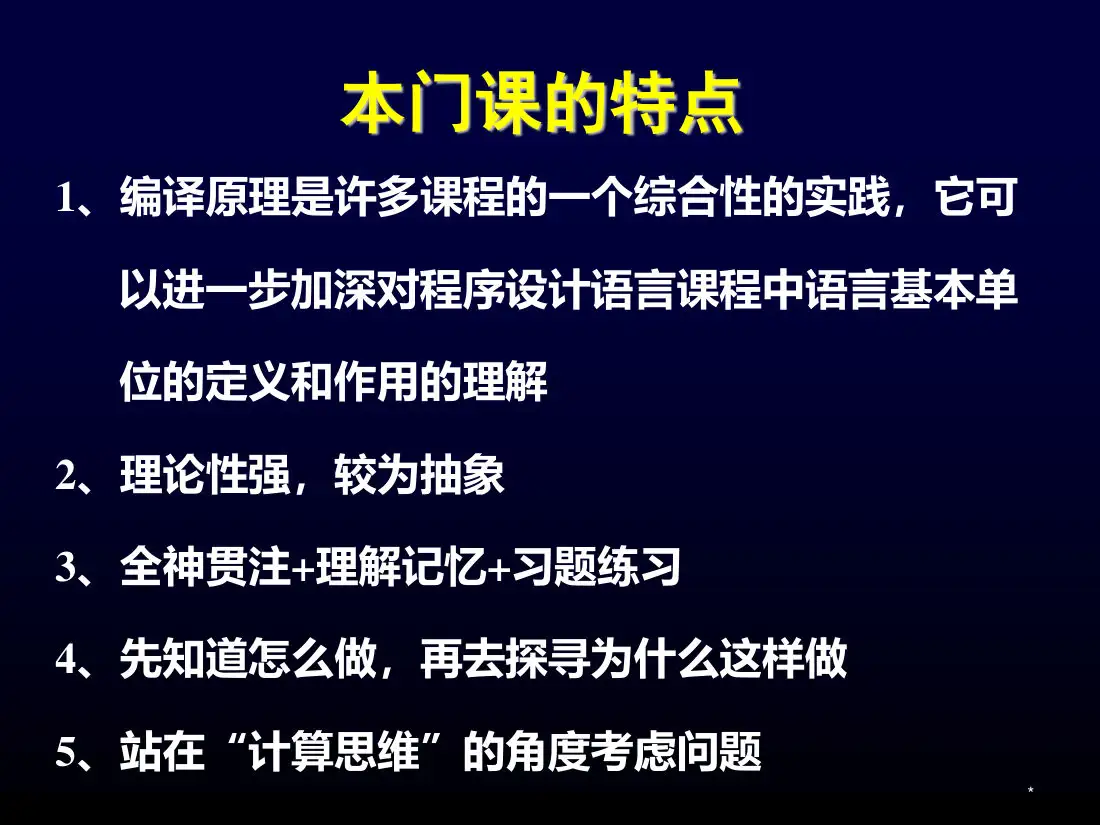 本门课的特点
1、编译原理是许多课程的一个综合性的实践，它可
以进一步加深对程序设计语言课程中语言基本单
位的定义和作用的理解
2、理论性强，较为抽象
3、全神贯注+理解记忆+习题练习
4、先知道怎么做，再去探寻为什么这样做
5、站在“计算思维”的角度考虑问题
*